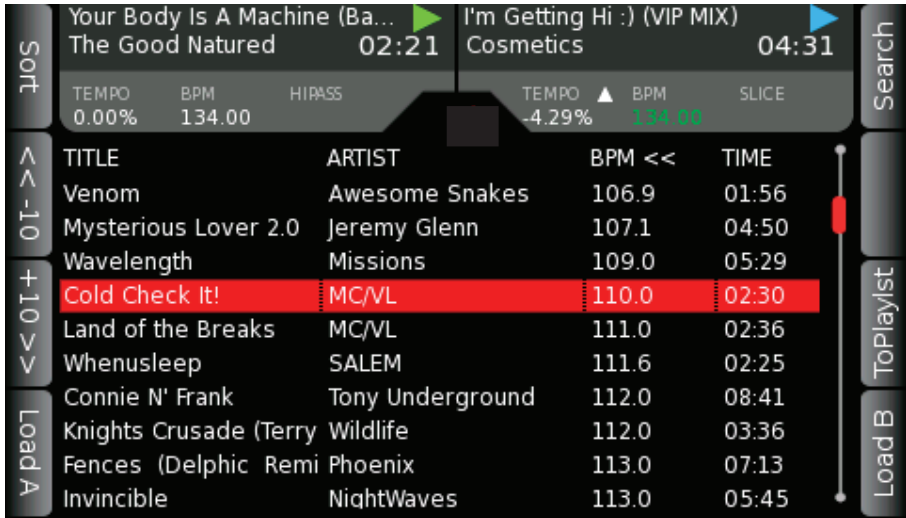 Your Body Is A Machine (Ba...
The Good Natured 02:21
TEMPO BPM HIPASS
0.00% 134.00
I'm Getting Hi :) (VIP MIX)
Cosmetics 04:31
TEMPO BPM SLICE
-4.29% 134.00
Sort
<< -10
+10 >>
Load A
TITLE ARTIST BPM << TIME
Venom Awesome Snakes 106.9 01:56
Mysterious Lover 2.0 Jeremy Glenn 107.1 04:50
Wavelength Missions 109.0 05:29
Cold Check It! MC/VL 110.0 02:30
Land of the Breaks MC/VL 111.0 02:36
Whenusleep SALEM 111.6 02:25
Connie N' Frank Tony Underground 112.0 08:41
Knights Crusade (Terry Wildlife 112.0 03:36
Fences (Delphic Remi Phoenix 113.0 07:13
Invincible NightWaves 113.0 05:45
Search
ToPlaylst
Load B